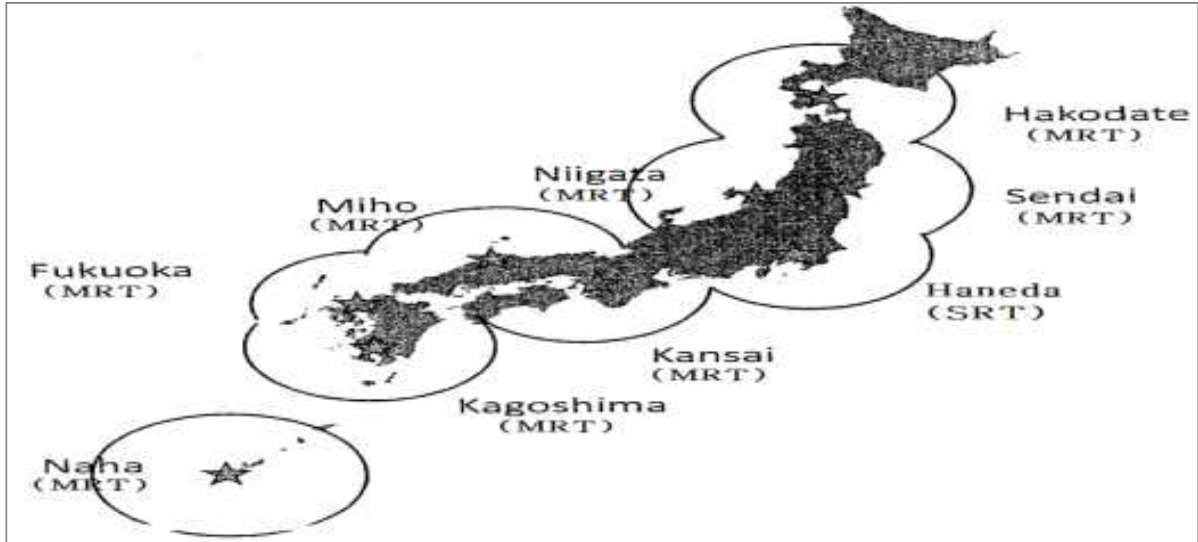 Hakodate
(MRT)
Niigata
(MRT)
Sendai
(MRT)
Miho
(MRT)
Fukuoka
(MRT)
Haneda
(SRT)
Kansai
(MRT)
Kagoshima
(MRT)
Naha
(MRT)